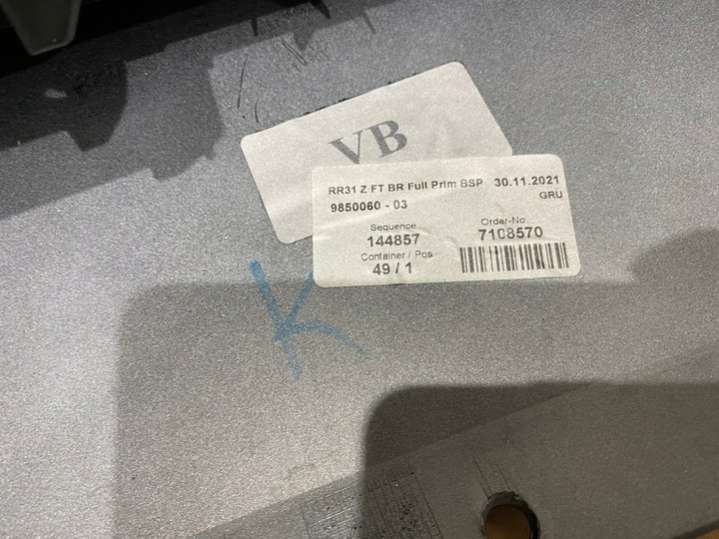 VB
RR31 Z FT BR Full Prim BSP 30.11.2021
9850060 - 03 GRU
Sequence Order-No.
144857 7108570
Container / Pos
49 / 1
K